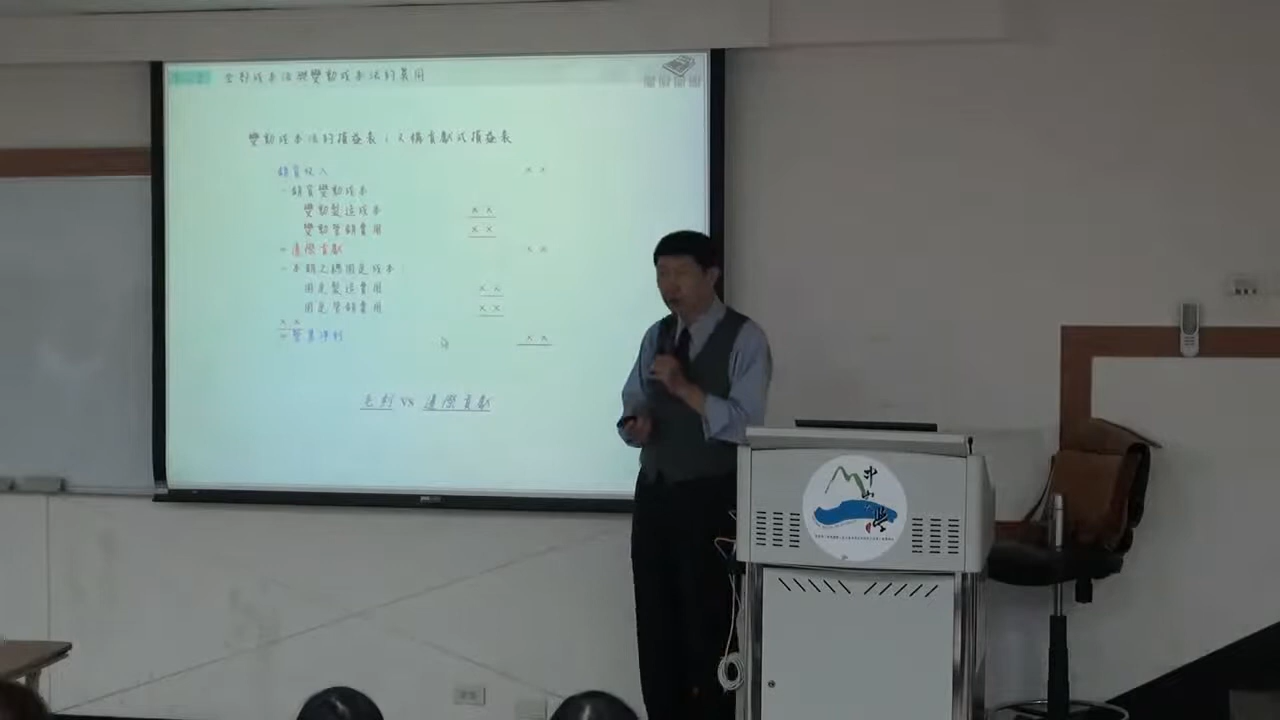 全部成本法與變動成本法的異同
變動成本法的損益表，又稱貢獻式損益表
銷貨收入 ××
－銷貨變動成本
變動製造成本 ××
變動管銷費用 ××
＝邊際貢獻 ××
－本期之總固定成本
固定製造費用 ××
固定管銷費用 ××
××
＝營業淨利 ××
毛利 vs 邊際貢獻
中山學